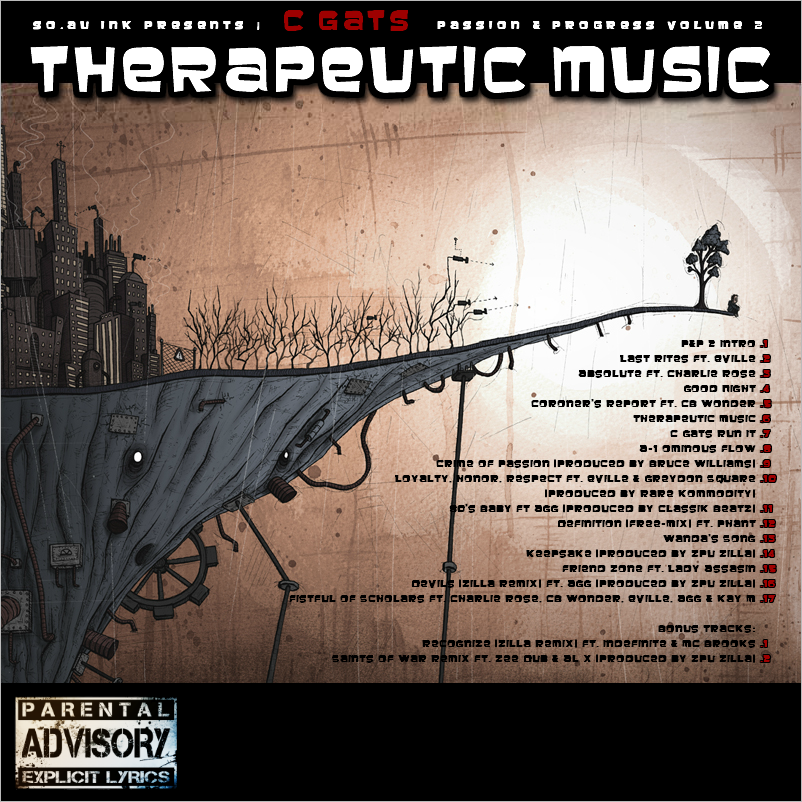 SO.AU INK PRESENTS ; C GATS PASSION & PROGRESS VOLUME 2
THERAPEUTIC MUSIC
P&P 2 INTRO .1
LAST RITES FT. EVILLE .2
ABSOLUTE FT. CHARLIE ROSE .3
GOOD NIGHT .4
CORONER'S REPORT FT. CB WONDER .5
THERAPEUTIC MUSIC .6
C GATS RUN IT .7
A-1 OMINOUS FLOW .8
CRIME OF PASSION [PRODUCED BY BRUCE WILLIAMS] .9
LOYALTY, HONOR, RESPECT FT. EVILLE & GREYDON SQUARE .10
[PRODUCED BY RARE KOMMODITY]
80'S BABY FT AGG [PRODUCED BY CLASSIK BEATZ] .11
DEFINITION [FREE-MIX] FT. PHANT .12
WANDA'S SONG .13
KEEPSAKE [PRODUCED BY ZPU ZILLA] .14
FRIEND ZONE FT. LADY ASSASIN .15
DEVILS [ZILLA REMIX] FT. AGG [PRODUCED BY ZPU ZILLA] .16
FISTFUL OF SCHOLARS FT. CHARLIE ROSE, CB WONDER, EVILLE, AGG & KAY M .17
BONUS TRACKS:
RECOGNIZE [ZILLA REMIX] FT. INDEFINITE & MC BROOKS .1
SAINTS OF WAR REMIX FT. ZEE DUB & AL X [PRODUCED BY ZPU ZILLA] .2
PARENTAL
ADVISORY
EXPLICIT LYRICS